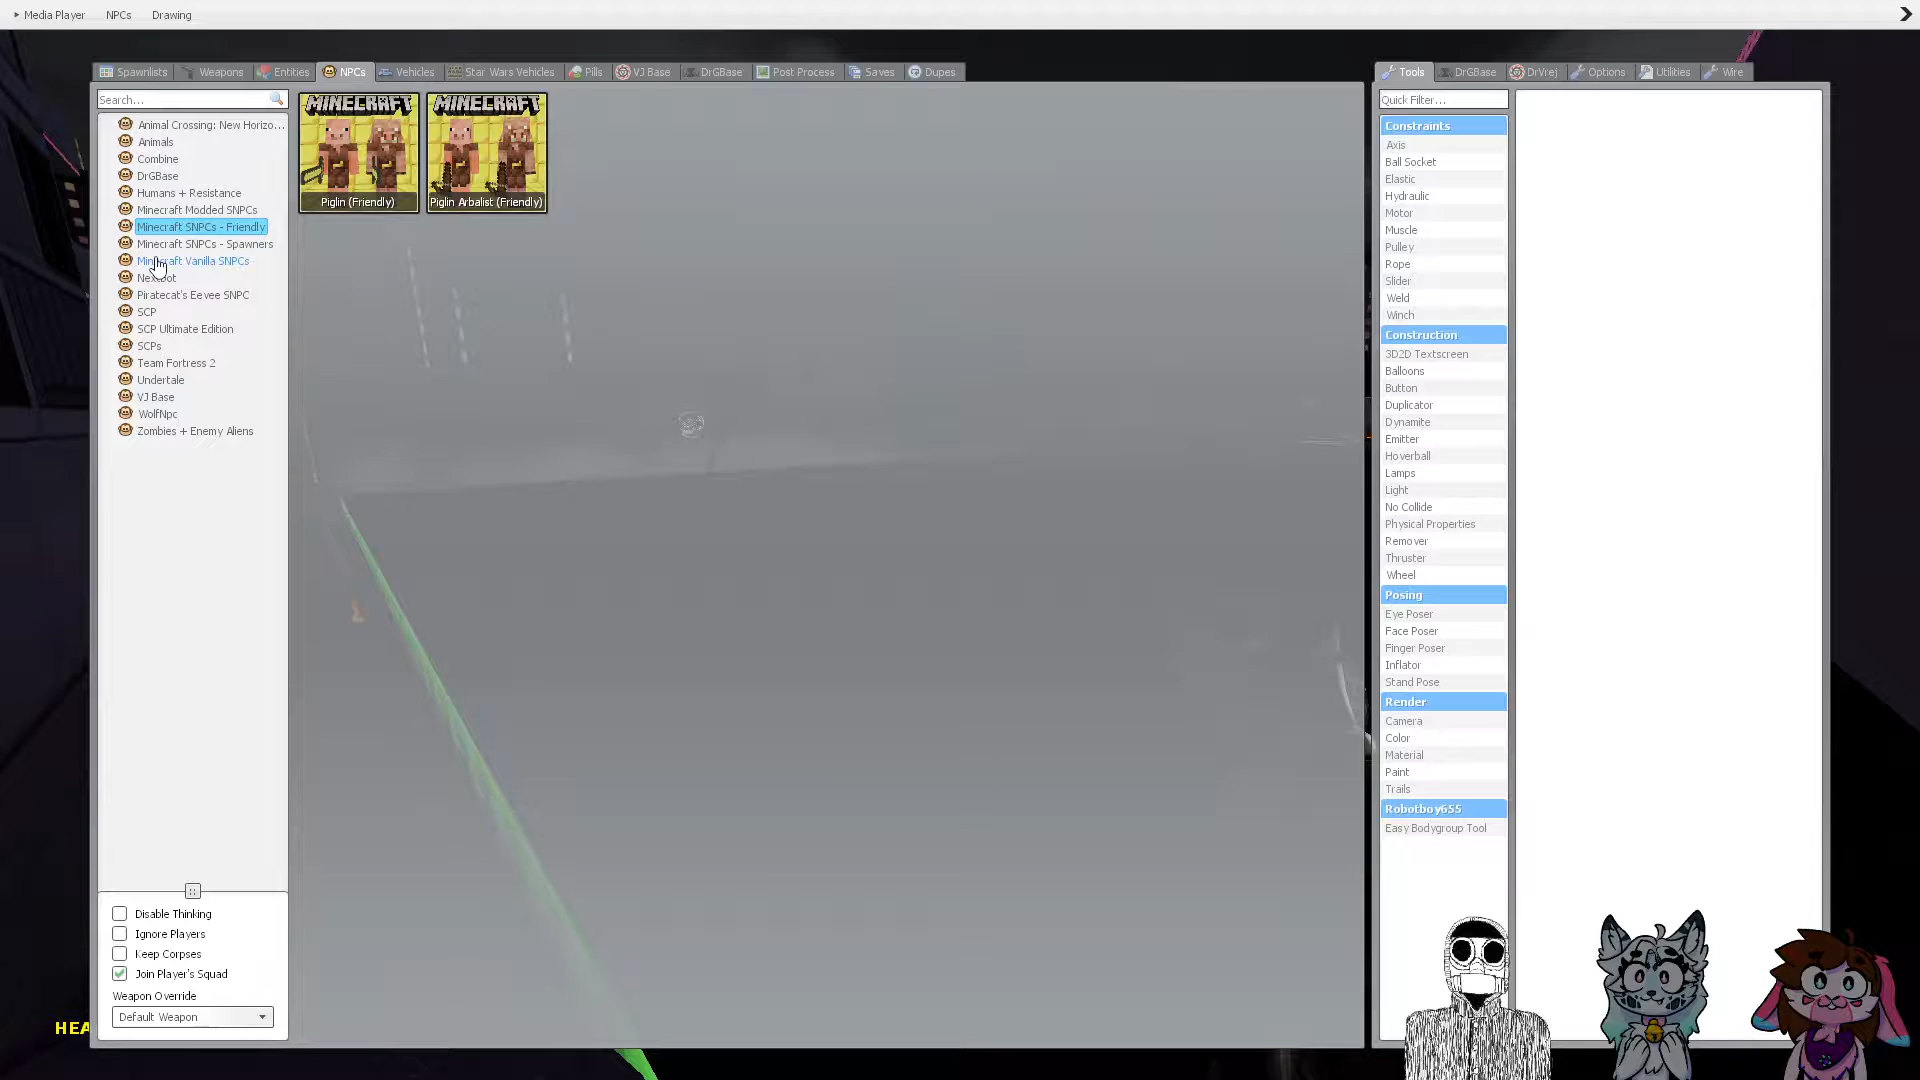 Media Player
NPCs
Drawing
Spawnlists
Weapons
Entities
NPCs
Vehicles
Star Wars Vehicles
Pills
VJ Base
DrGBase
Post Process
Saves
Dupes
Search...
Animal Crossing: New Horizo...
Animals
Combine
DrGBase
Humans + Resistance
Minecraft Modded SNPCs
Minecraft SNPCs - Friendly
Minecraft SNPCs - Spawners
Minecraft Vanilla SNPCs
Nextbot
Piratecat's Eevee SNPC
SCP
SCP Ultimate Edition
SCPs
Team Fortress 2
Undertale
VJ Base
WolfNpc
Zombies + Enemy Aliens
Disable Thinking
Ignore Players
Keep Corpses
Join Player's Squad
Weapon Override
Default Weapon
HEA
MINECRAFT
Piglin (Friendly)
MINECRAFT
Piglin Arbalist (Friendly)
Tools
DrGBase
DrVrej
Options
Utilities
Wire
Quick Filter...
Constraints
Axis
Ball Socket
Elastic
Hydraulic
Motor
Muscle
Pulley
Rope
Slider
Weld
Winch
Construction
3D2D Textscreen
Balloons
Button
Duplicator
Dynamite
Emitter
Hoverball
Lamps
Light
No Collide
Physical Properties
Remover
Thruster
Wheel
Posing
Eye Poser
Face Poser
Finger Poser
Inflator
Stand Pose
Render
Camera
Color
Material
Paint
Trails
Robotboy655
Easy Bodygroup Tool